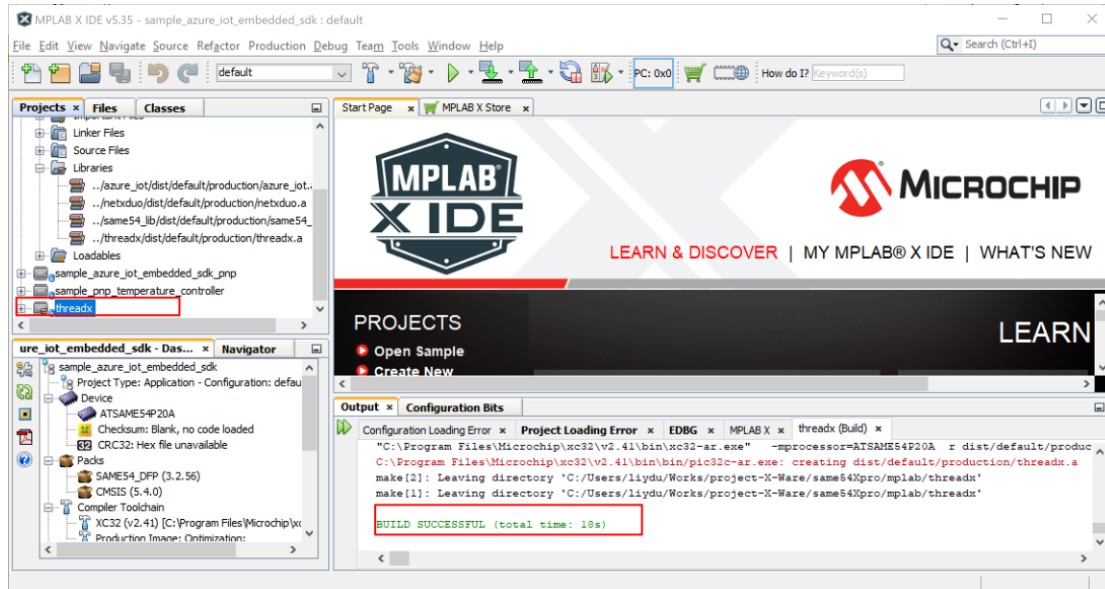 MPLAB X IDE v5.35 - sample_azure_iot_embedded_sdk : default
File Edit View Navigate Source Refactor Production Debug Team Tools Window Help
Search (Ctrl+I)
default
PC: 0x0
How do I? Keyword(s)
Projects x Files Classes
Start Page x MPLAB X Store x
Linker Files
Source Files
Libraries
../azure_iot/dist/default/production/azure_iot.
../netxduo/dist/default/production/netxduo.a
../same54_lib/dist/default/production/same54_
../threadx/dist/default/production/threadx.a
Loadables
sample_azure_iot_embedded_sdk_pnp
sample_pnp_temperature_controller
threadx
MPLAB
X IDE
MICROCHIP
LEARN & DISCOVER | MY MPLAB® X IDE | WHAT'S NEW
PROJECTS
Open Sample
Create New
LEARN
ure_iot_embedded_sdk - Das... x Navigator
sample_azure_iot_embedded_sdk
Project Type: Application - Configuration: defau
Device
ATSAME54P20A
Checksum: Blank, no code loaded
CRC32: Hex file unavailable
Packs
SAME54_DFP (3.2.56)
CMSIS (5.4.0)
Compiler Toolchain
XC32 (v2.41) [C:\Program Files\Microchip\xc
Production Image: Optimization:
Output x Configuration Bits
Configuration Loading Error x Project Loading Error x EDBG x MPLAB X x threadx (Build) x
"C:\Program Files\Microchip\xc32\v2.41\bin\xc32-ar.exe" -mprocessor=ATSAME54P20A r dist/default/produc
C:\Program Files\Microchip\xc32\v2.41\bin\bin/pic32c-ar.exe: creating dist/default/production/threadx.a
make[2]: Leaving directory 'C:/Users/liydu/Works/project-X-Ware/same54Xpro/mplab/threadx'
make[1]: Leaving directory 'C:/Users/liydu/Works/project-X-Ware/same54Xpro/mplab/threadx'
BUILD SUCCESSFUL (total time: 18s)